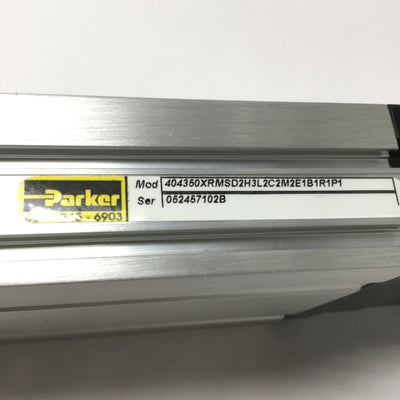 Parker
6903
Mod 404350XRMSD2H3L2C2M2E1B1R1P1
Ser 052457102B